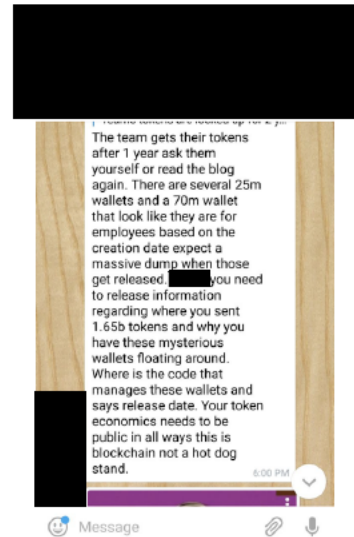 The team gets their tokens
after 1 year ask them
yourself or read the blog
again. There are several 25m
wallets and a 70m wallet
that look like they are for
employees based on the
creation date expect a
massive dump when those
get released. you need
to release information
regarding where you sent
1.65b tokens and why you
have these mysterious
wallets floating around.
Where is the code that
manages these wallets and
says release date. Your token
economics needs to be
public in all ways this is
blockchain not a hot dog
stand.
6:00 PM
Message